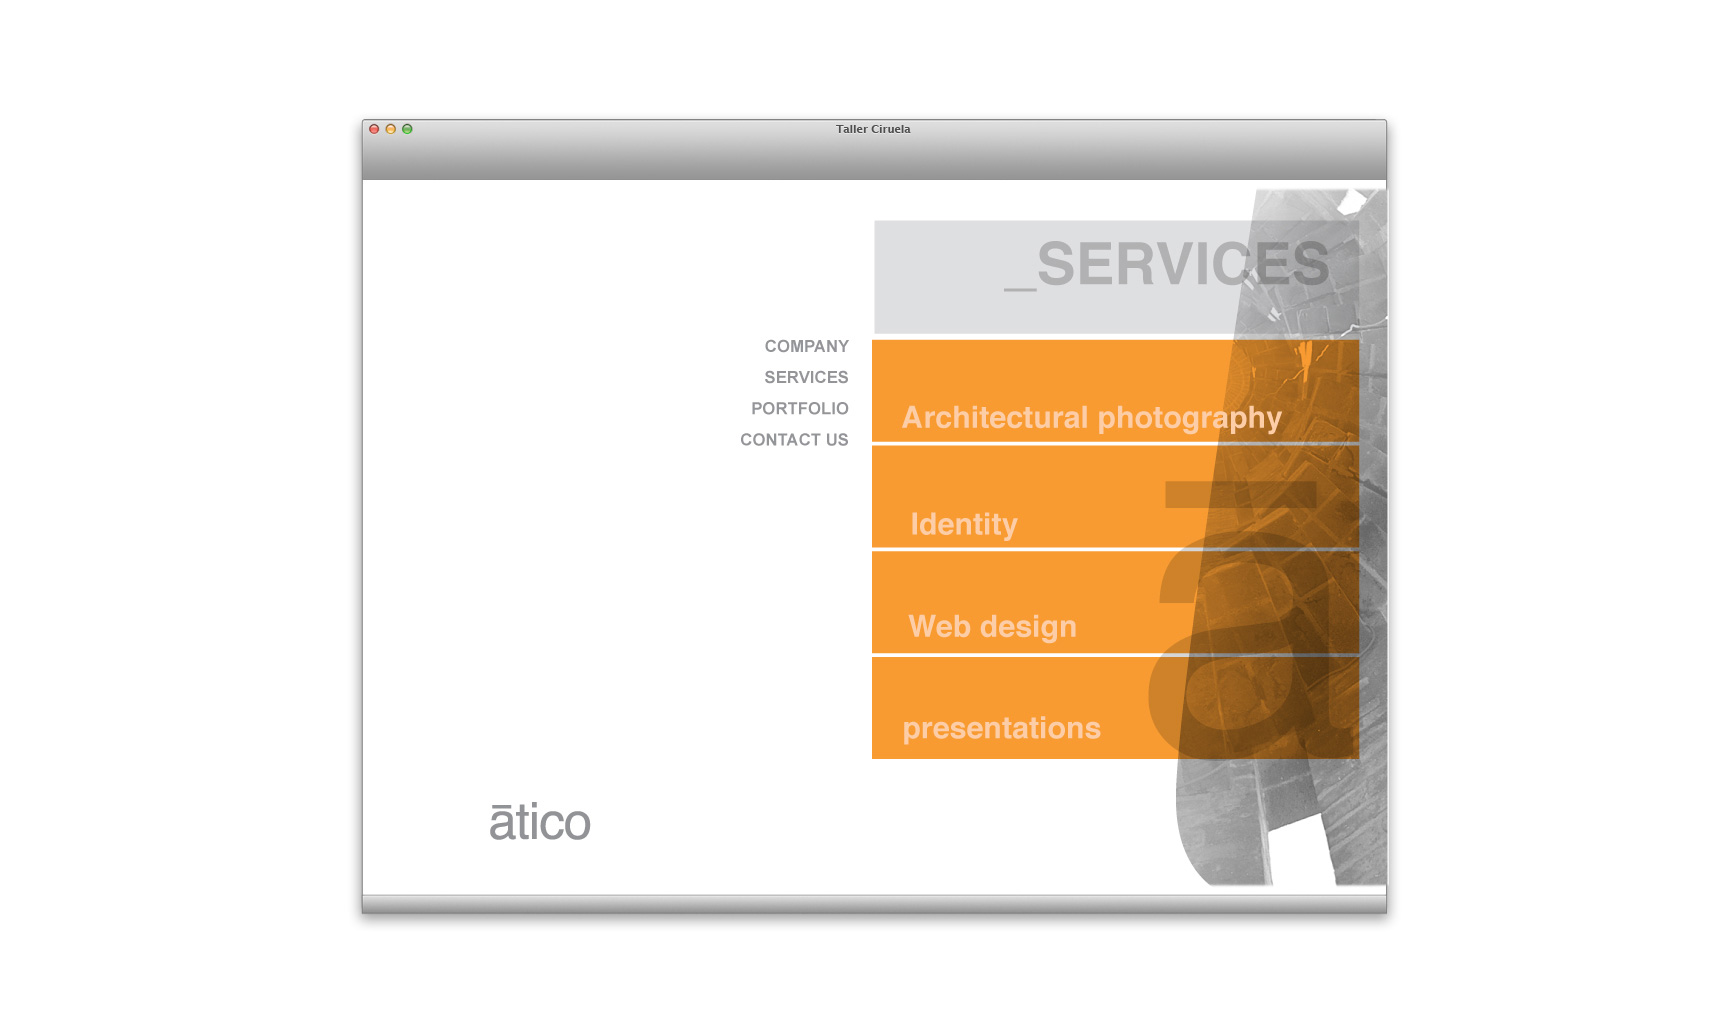 Taller Ciruela
_SERVICES
COMPANY
SERVICES
PORTFOLIO
CONTACT US
Architectural photography
Identity
Web design
presentations
ā
ātico